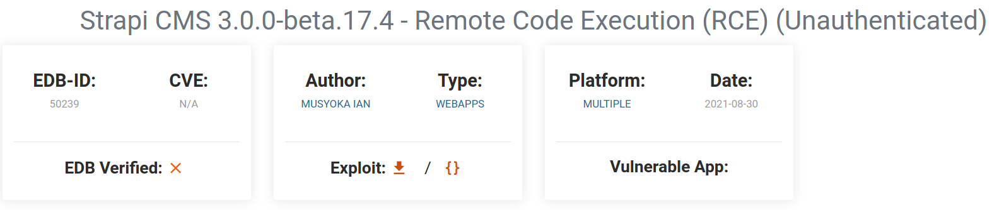 Strapi CMS 3.0.0-beta.17.4 - Remote Code Execution (RCE) (Unauthenticated)
EDB-ID: CVE:
50239 N/A
EDB Verified:
Author: Type:
MUSYOKA IAN WEBAPPS
Exploit: / {}
Platform: Date:
MULTIPLE 2021-08-30
Vulnerable App: